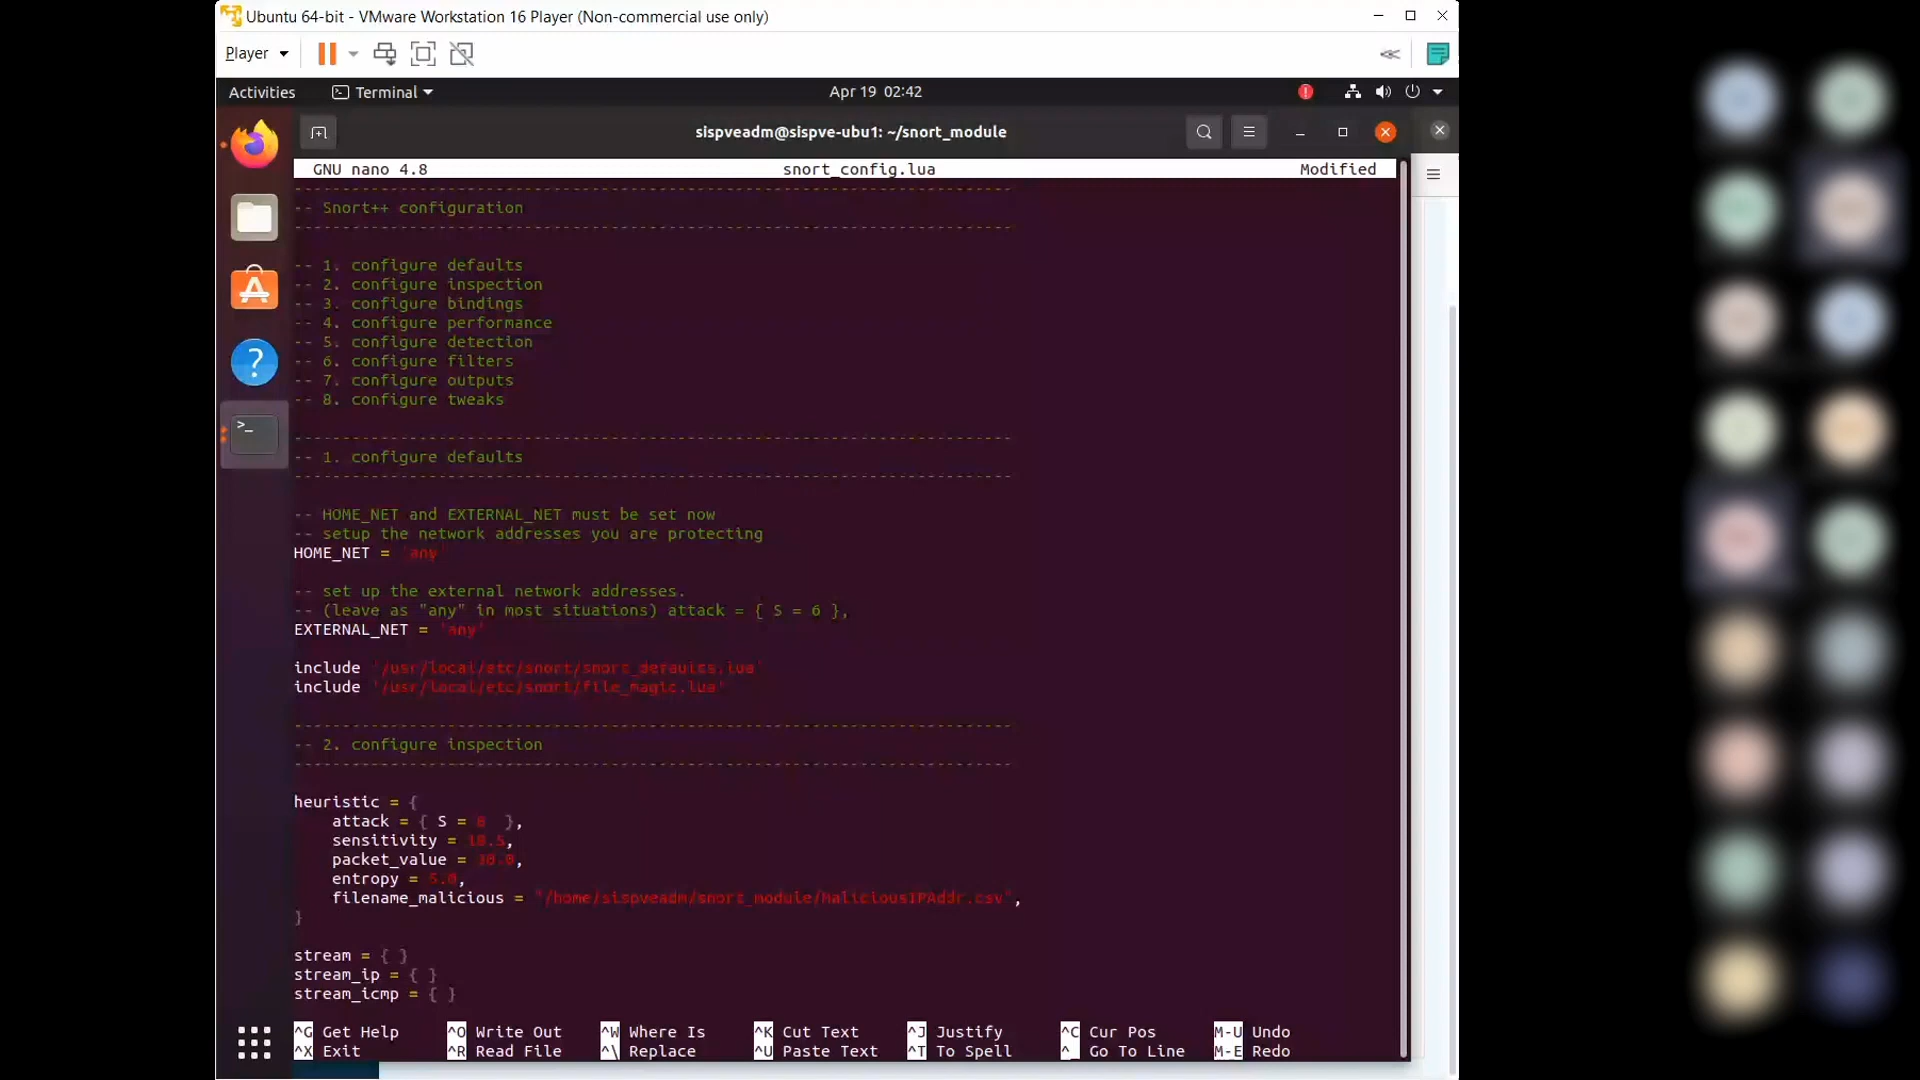 Ubuntu 64-bit - VMware Workstation 16 Player (Non-commercial use only)
Player
Activities
Terminal
Apr 19 02:42
sispveadm@sispve-ubu1: ~/snort_module
GNU nano 4.8 snort_config.lua Modified
---------------------------------------------------------------------------
-- Snort++ configuration
---------------------------------------------------------------------------
-- 1. configure defaults
-- 2. configure inspection
-- 3. configure bindings
-- 4. configure performance
-- 5. configure detection
-- 6. configure filters
-- 7. configure outputs
-- 8. configure tweaks
---------------------------------------------------------------------------
-- 1. configure defaults
---------------------------------------------------------------------------
-- HOME_NET and EXTERNAL_NET must be set now
-- setup the network addresses you are protecting
HOME_NET = 'any'
-- set up the external network addresses.
-- (leave as "any" in most situations) attack = { S = 6 },
EXTERNAL_NET = 'any'
include '/usr/local/etc/snort/snort_defaults.lua'
include '/usr/local/etc/snort/file_magic.lua'
---------------------------------------------------------------------------
-- 2. configure inspection
---------------------------------------------------------------------------
heuristic = {
attack = { S = },
sensitivity = 10.5,
packet_value = ,
entropy = 5.0,
filename_malicious = "/home/sispveadm/snort_module/MaliciousIPAddr.csv",
}
stream = { }
stream_ip = { }
stream_icmp = { }
^G Get Help ^O Write Out ^W Where Is ^K Cut Text ^J Justify ^C Cur Pos M-U Undo
^X Exit ^R Read File ^\ Replace ^U Paste Text ^T To Spell ^_ Go To Line M-E Redo